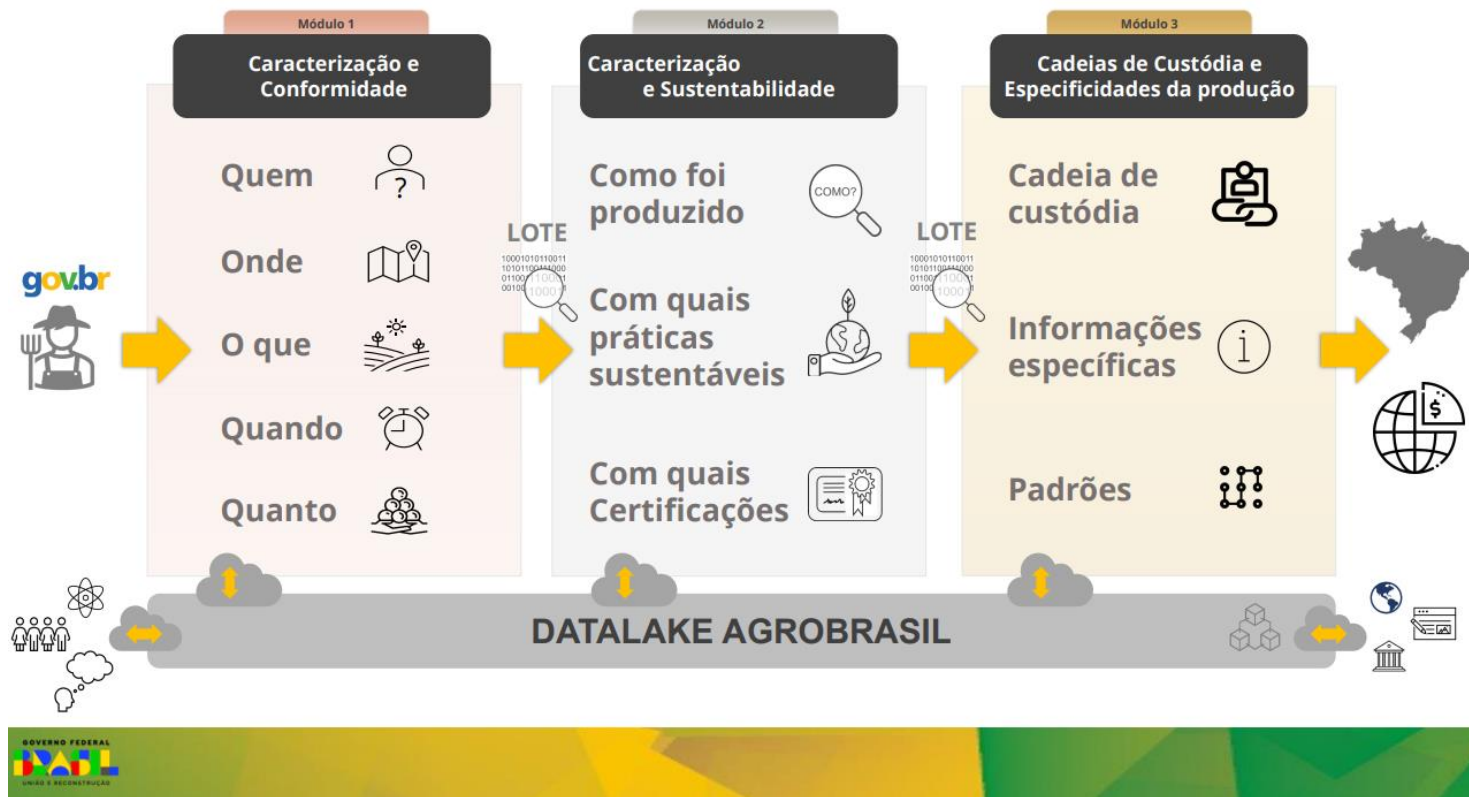 Módulo 1
Caracterização e
Conformidade
Quem
?
Onde
O que
Quando
Quanto
gov.br
LOTE
10001010110011
Módulo 2
Caracterização
e Sustentabilidade
Como foi
produzido
COMO?
Com quais
práticas
sustentáveis
Com quais
Certificações
LOTE
10001010110011
Módulo 3
Cadeias de Custódia e
Especificidades da produção
Cadeia de
custódia
Informações
específicas
i
Padrões
$
DATALAKE AGROBRASIL
GOVERNO FEDERAL
BRASIL
UNIÃO E RECONSTRUÇÃO